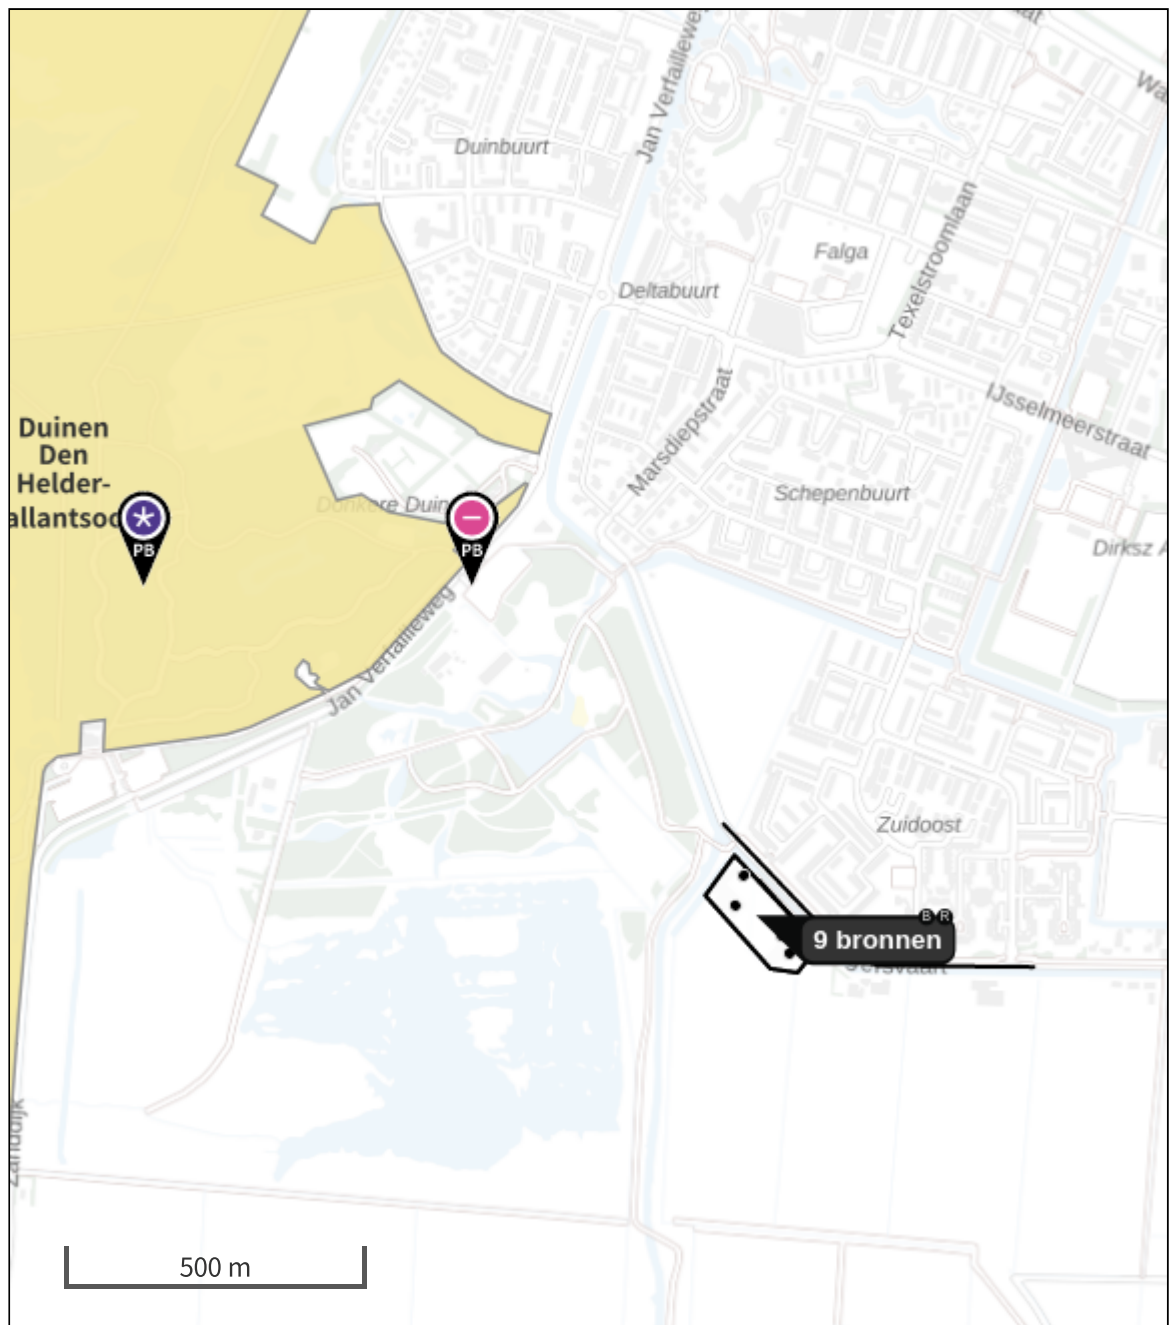 Jan Verfailleweg
Duinbuurt
Falga
Texelstroomlaan
Deltabuurt
Marsdiepstraat
IJsselmeerstraat
Duinen
Den
Helder-
allantsoo
Schepenbuurt
PB
PB
Dirksz A
Jan Verfailleweg
Zuidoost
B R
9 bronnen
500 m